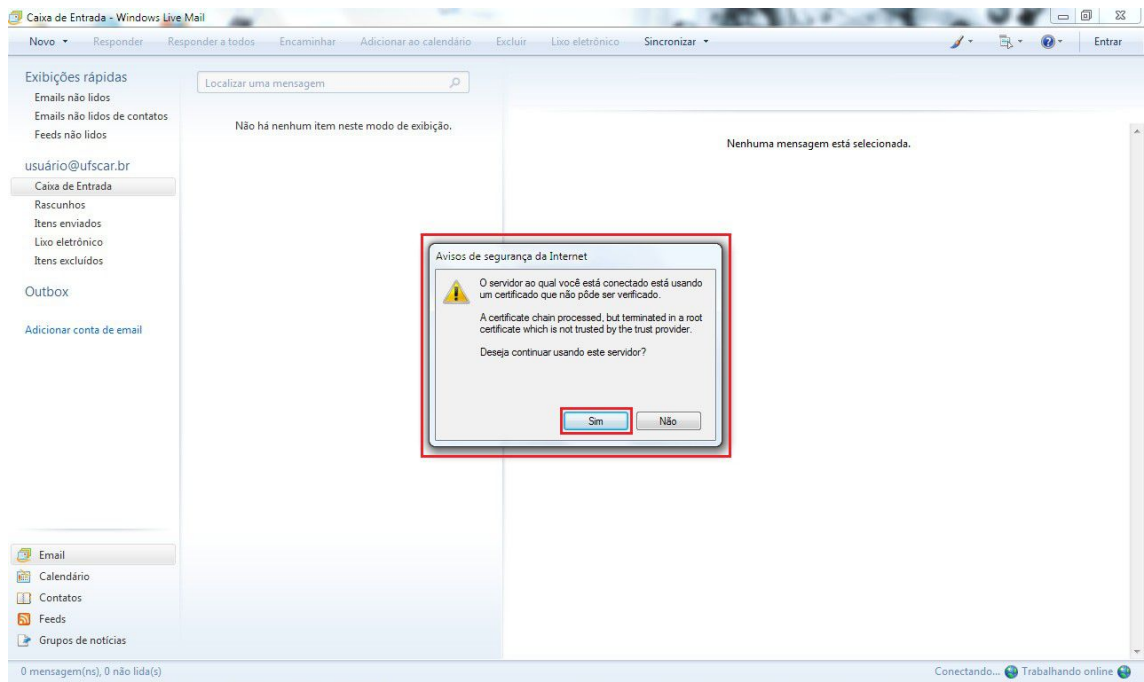 Caixa de Entrada - Windows Live Mail
Novo Responder Responder a todos Encaminhar Adicionar ao calendário Excluir Lixo eletrônico Sincronizar Entrar
Exibições rápidas
Emails não lidos
Emails não lidos de contatos
Feeds não lidos
usuário@ufscar.br
Caixa de Entrada
Rascunhos
Itens enviados
Lixo eletrônico
Itens excluídos
Outbox
Adicionar conta de email
Localizar uma mensagem
Não há nenhum item neste modo de exibição.
Nenhuma mensagem está selecionada.
Avisos de segurança da Internet
O servidor ao qual você está conectado está usando
um certificado que não pôde ser verificado.
A certificate chain processed, but terminated in a root
certificate which is not trusted by the trust provider.
Deseja continuar usando este servidor?
Sim Não
Email
Calendário
Contatos
Feeds
Grupos de notícias
0 mensagem(ns), 0 não lida(s) Conectando... Trabalhando online